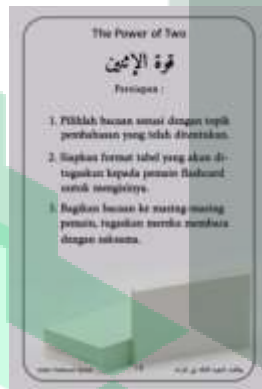 The Power of Two
قوة الإثنين
Persiapan :
1. Pilihlah bacaan sesuai dengan topik
pembahasan yang telah ditentukan.
2. Siapkan format tabel yang akan di-
tugaskan kepada pemain flashcard
untuk mengisinya.
3. Bagikan bacaan ke masing-masing
pemain, tugaskan mereka membaca
dengan saksama.